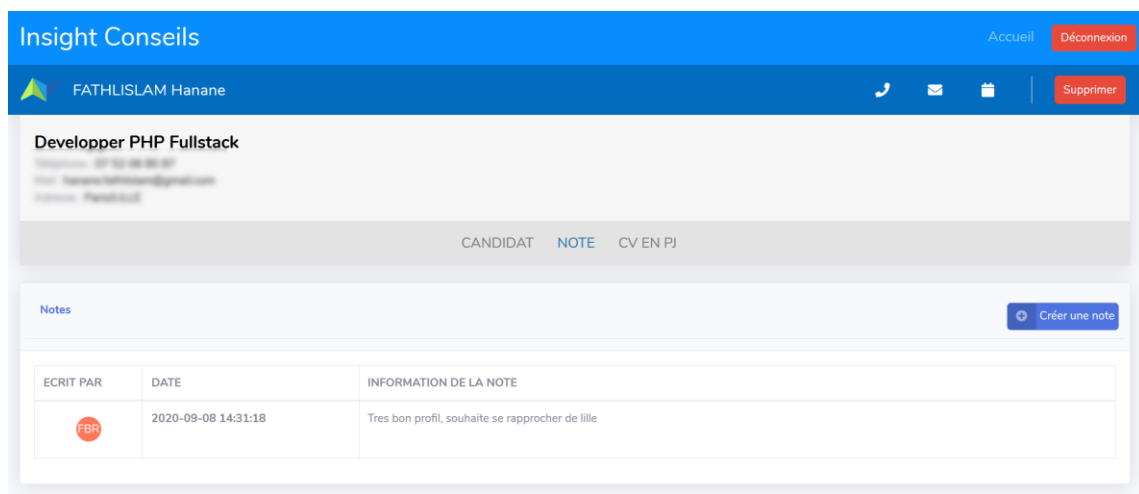 Insight Conseils
Accueil
Déconnexion
FATHLISLAM Hanane
Supprimer
Developper PHP Fullstack
CANDIDAT NOTE CV EN PJ
Notes
Créer une note
ECRIT PAR DATE INFORMATION DE LA NOTE
FBR 2020-09-08 14:31:18 Tres bon profil, souhaite se rapprocher de lille